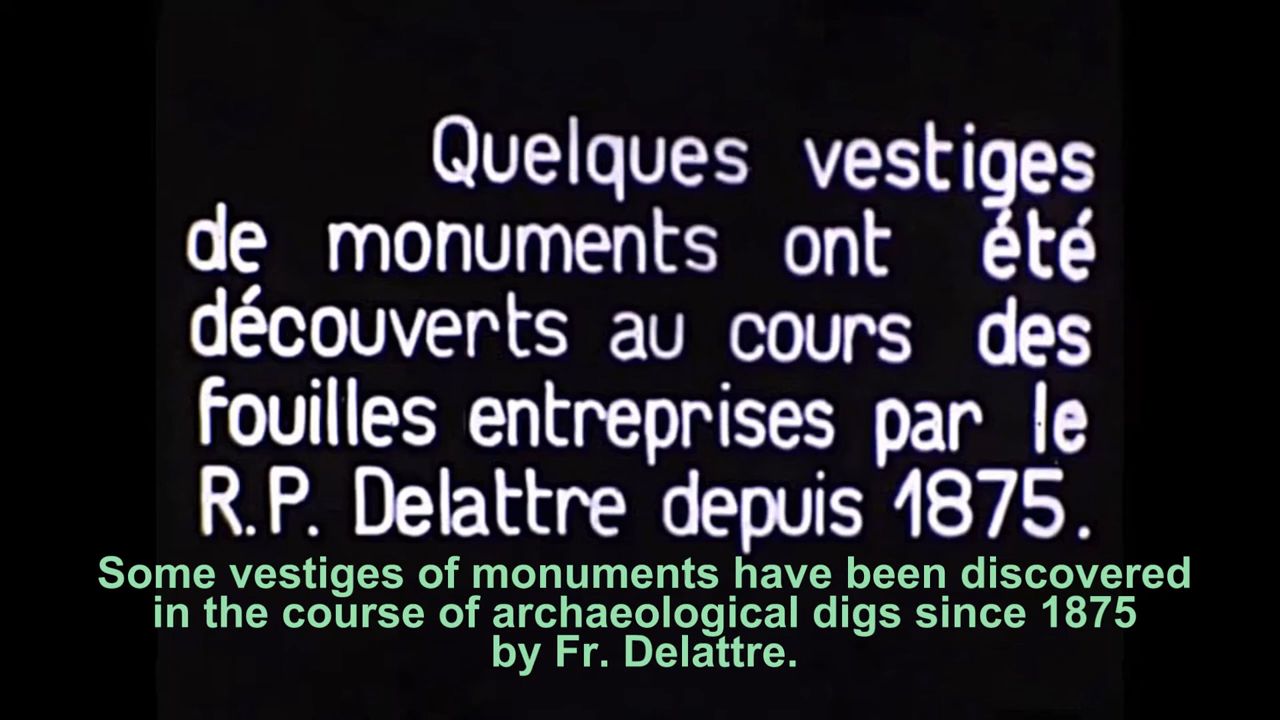 Quelques vestiges
de monuments ont été
découverts au cours des
fouilles entreprises par le
R.P. Delattre depuis 1875.
Some vestiges of monuments have been discovered
in the course of archaeological digs since 1875
by Fr. Delattre.